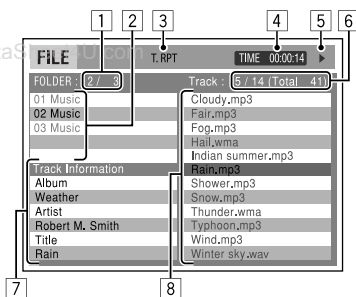 1 2 3 4 5
FILE T. RPT TIME 00:00:14
6
FOLDER : 2 / 3 Track : 5 / 14 (Total 41)
01 Music
02 Music
03 Music
Track Information
Album
Weather
Artist
Robert M. Smith
Title
Rain
Cloudy.mp3
Fair.mp3
Fog.mp3
Hail.wma
Indian summer.mp3
Rain.mp3
Shower.mp3
Snow.mp3
Thunder.wma
Typhoon.mp3
Wind.mp3
Winter sky.wav
7 8